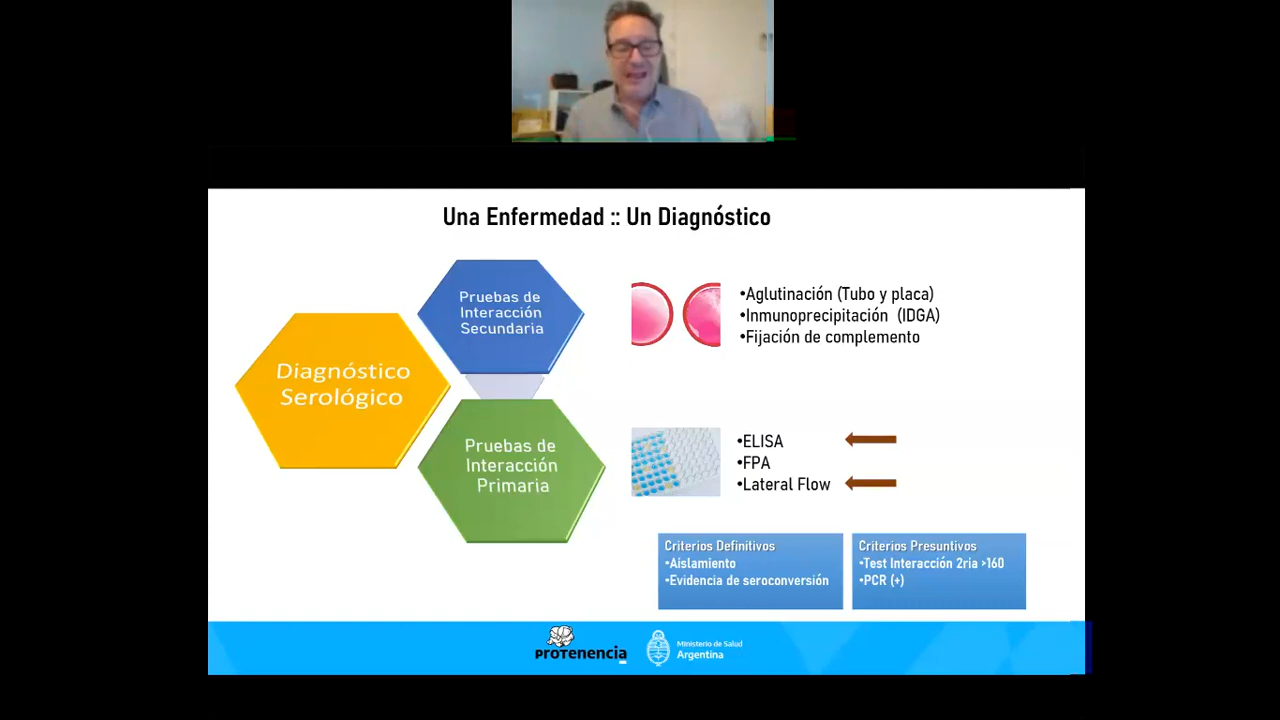 Una Enfermedad :: Un Diagnóstico
Diagnóstico
Serológico
Pruebas de
Interacción
Secundaria
•Aglutinación (Tubo y placa)
•Inmunoprecipitación (IDGA)
•Fijación de complemento
Pruebas de
Interacción
Primaria
•ELISA
•FPA
•Lateral Flow
Criterios Definitivos
•Aislamiento
•Evidencia de seroconversión
Criterios Presuntivos
•Test Interacción 2ria >160
•PCR (+)
PROTenencia
Ministerio de Salud
Argentina